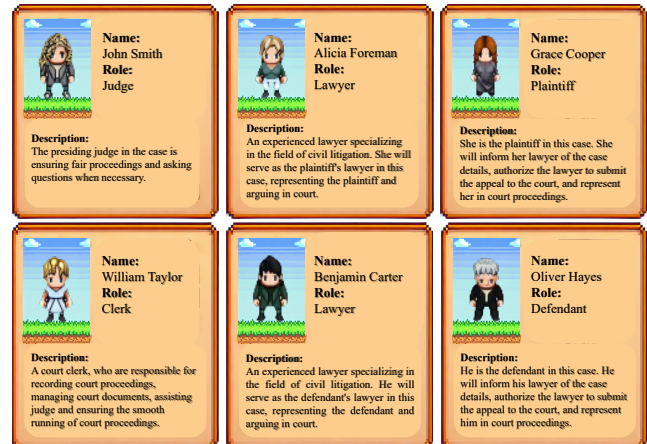 Name:
John Smith
Role:
Judge
Description:
The presiding judge in the case is
ensuring fair proceedings and asking
questions when necessary.
Name:
Alicia Foreman
Role:
Lawyer
Description:
An experienced lawyer specializing
in the field of civil litigation. She will
serve as the plaintiff's lawyer in this
case, representing the plaintiff and
arguing in court.
Name:
Grace Cooper
Role:
Plaintiff
Description:
She is the plaintiff in this case. She
will inform her lawyer of the case
details, authorize the lawyer to submit
the appeal to the court, and represent
her in court proceedings.
Name:
William Taylor
Role:
Clerk
Description:
A court clerk, who are responsible for
recording court proceedings,
managing court documents, assisting
judge and ensuring the smooth
running of court proceedings.
Name:
Benjamin Carter
Role:
Lawyer
Description:
An experienced lawyer specializing in
the field of civil litigation. He will
serve as the defendant's lawyer in this
case, representing the defendant and
arguing in court.
Name:
Oliver Hayes
Role:
Defendant
Description:
He is the defendant in this case. He
will inform his lawyer of the case
details, authorize the lawyer to submit
the appeal to the court, and represent
him in court proceedings.